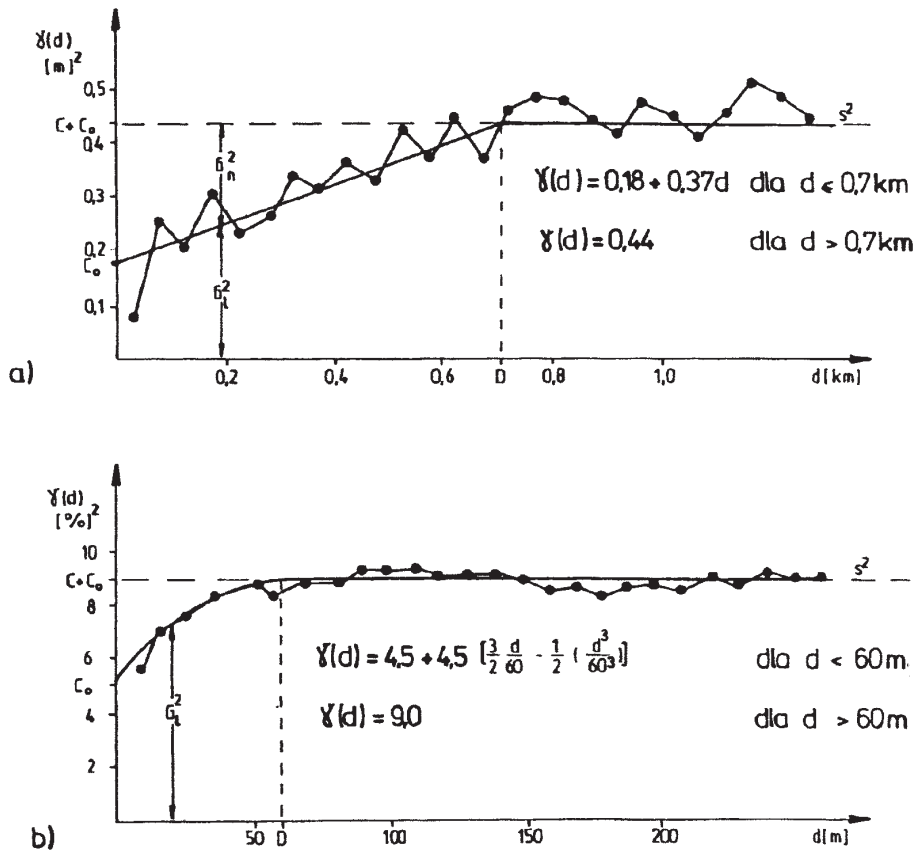 γ(d)
[m]²
0,5
C+C₀
0,4
0,3
0,2
C₀
0,1
s²
γ(d) = 0,18 + 0,37d dla d < 0,7km
γ(d) = 0,44 dla d > 0,7km
0,2 0,4 0,6 D 0,8 1,0 d[km]
a)
γ(d)
[%]²
10
C+C₀
8
6
C₀
4
2
s²
γ(d) = 4,5 + 4,5 [3/2 d/60 - 1/2 (d³/60³)] dla d < 60m
γ(d) = 9,0 dla d > 60m
50 D 100 150 200 d[m]
b)